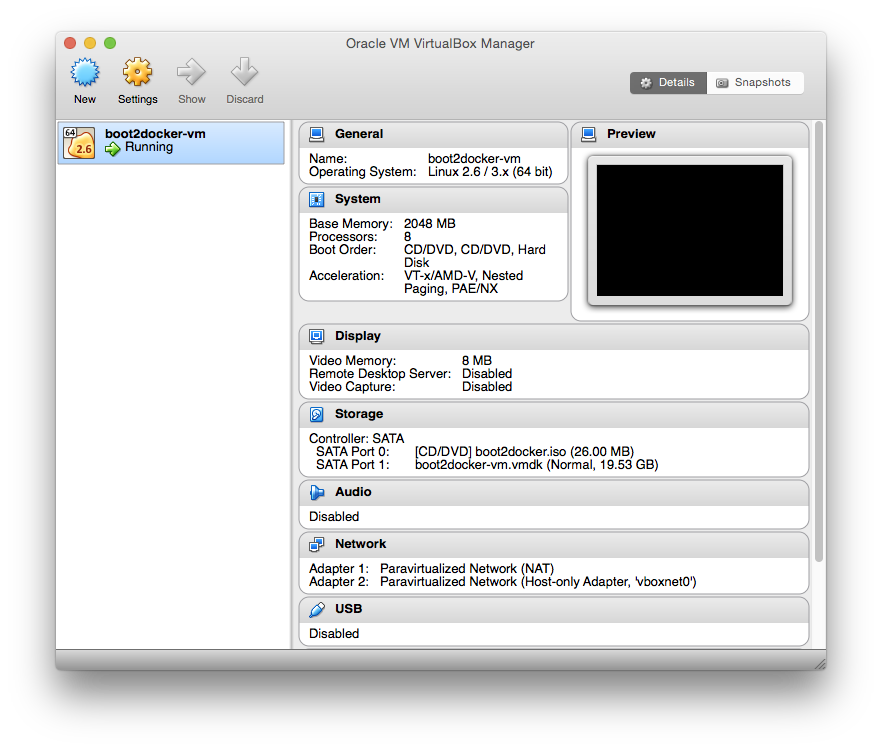 Oracle VM VirtualBox Manager
New
Settings
Show
Discard
Details
Snapshots
64
2.6
boot2docker-vm
Running
General
Name: boot2docker-vm
Operating System: Linux 2.6 / 3.x (64 bit)
System
Base Memory: 2048 MB
Processors: 8
Boot Order: CD/DVD, CD/DVD, Hard
Disk
Acceleration: VT-x/AMD-V, Nested
Paging, PAE/NX
Preview
Display
Video Memory: 8 MB
Remote Desktop Server: Disabled
Video Capture: Disabled
Storage
Controller: SATA
SATA Port 0: [CD/DVD] boot2docker.iso (26.00 MB)
SATA Port 1: boot2docker-vm.vmdk (Normal, 19.53 GB)
Audio
Disabled
Network
Adapter 1: Paravirtualized Network (NAT)
Adapter 2: Paravirtualized Network (Host-only Adapter, 'vboxnet0')
USB
Disabled